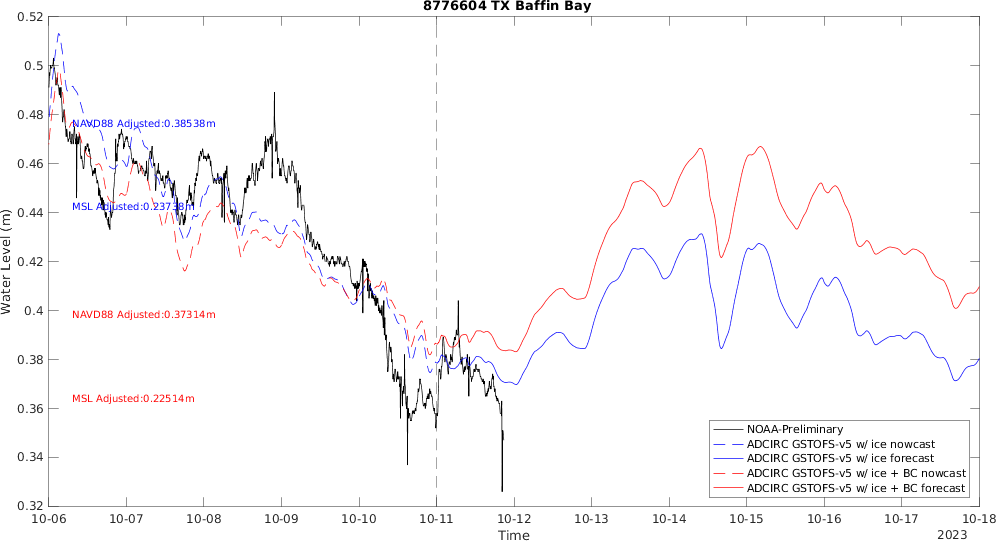 8776604 TX Baffin Bay
Water Level (m)
0.52
0.5
0.48
0.46
0.44
0.42
0.4
0.38
0.36
0.34
0.32
NAVD88 Adjusted:0.38538m
MSL Adjusted:0.23738m
NAVD88 Adjusted:0.37314m
MSL Adjusted:0.22514m
NOAA-Preliminary
ADCIRC GSTOFS-v5 w/ ice nowcast
ADCIRC GSTOFS-v5 w/ ice forecast
ADCIRC GSTOFS-v5 w/ ice + BC nowcast
ADCIRC GSTOFS-v5 w/ ice + BC forecast
10-06 10-07 10-08 10-09 10-10 10-11 10-12 10-13 10-14 10-15 10-16 10-17 10-18
Time
2023